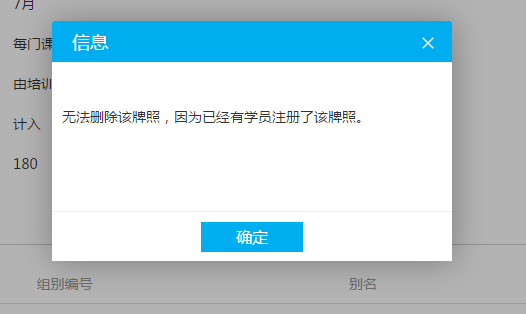 7月
信息
每门课
由培训
无法删除该牌照，因为已经有学员注册了该牌照。
计入
180
确定
组别编号 别名